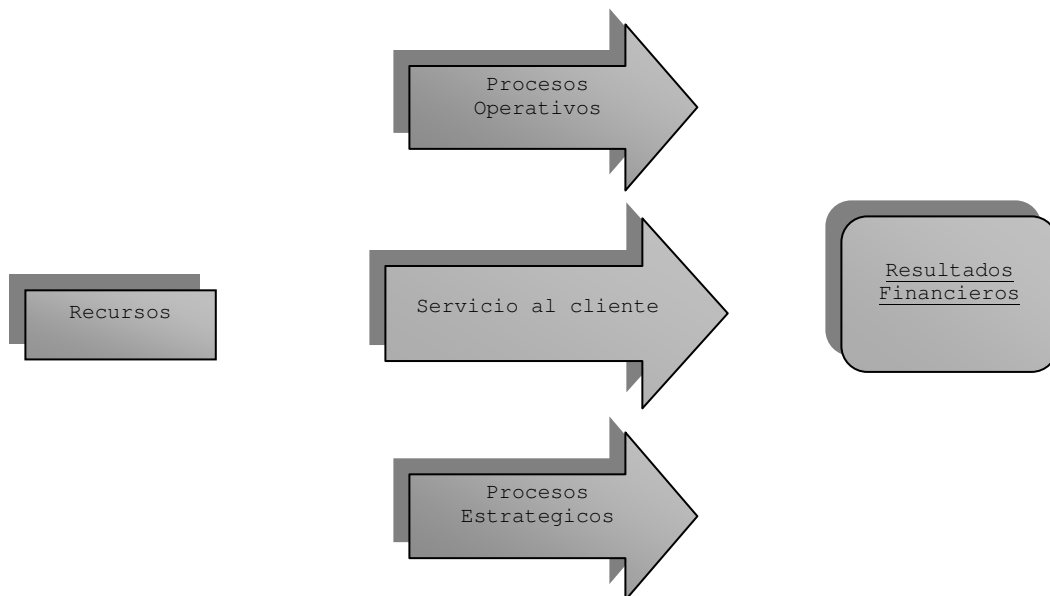 Procesos
Operativos
Recursos
Servicio al cliente
Resultados
Financieros
Procesos
Estrategicos